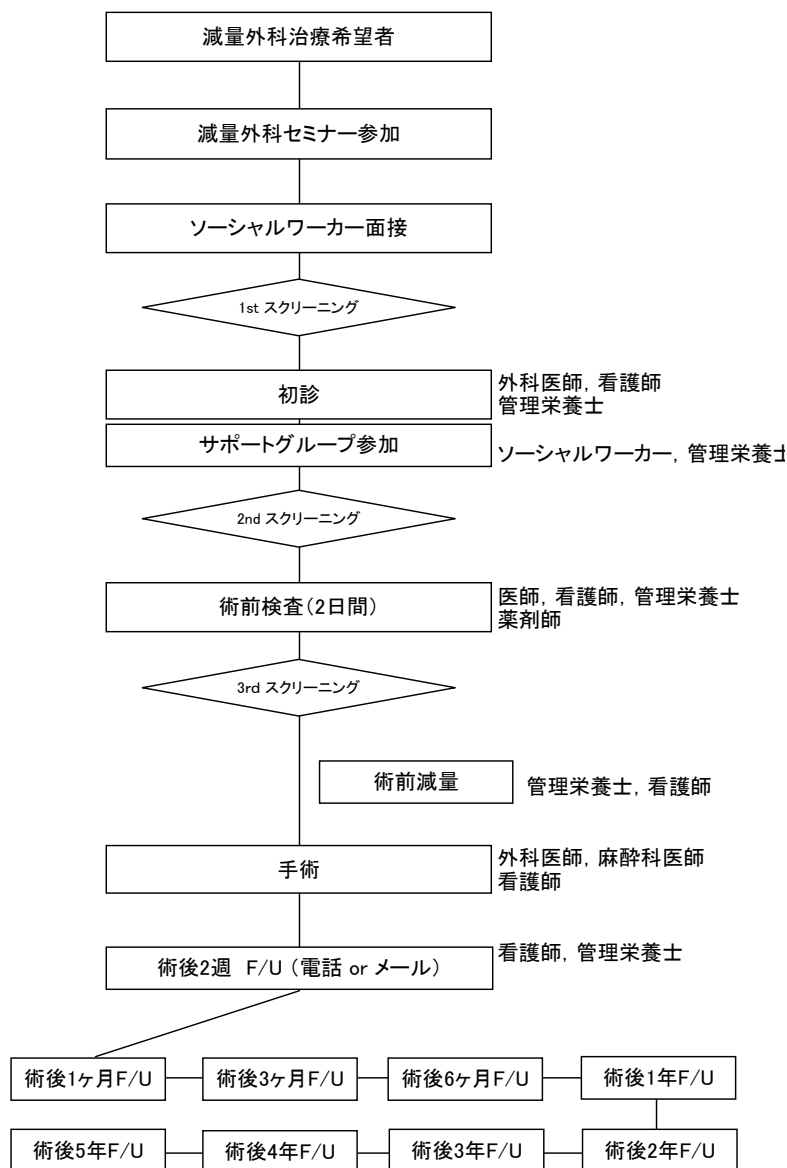 減量外科治療希望者
減量外科セミナー参加
ソーシャルワーカー面接
1st スクリーニング
初診
外科医師, 看護師
管理栄養士
サポートグループ参加
ソーシャルワーカー, 管理栄養士
2nd スクリーニング
術前検査(2日間)
医師, 看護師, 管理栄養士
薬剤師
3rd スクリーニング
術前減量
管理栄養士, 看護師
手術
外科医師, 麻酔科医師
看護師
術後2週 F/U (電話 or メール)
看護師, 管理栄養士
術後1ヶ月F/U
術後3ヶ月F/U
術後6ヶ月F/U
術後1年F/U
術後5年F/U
術後4年F/U
術後3年F/U
術後2年F/U